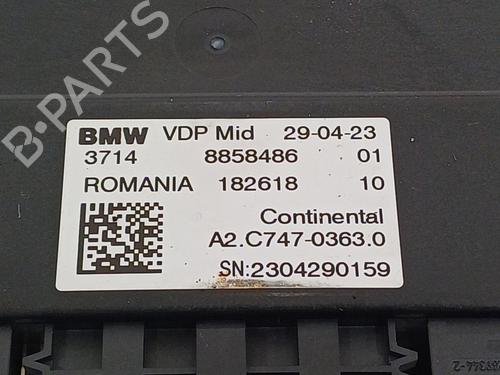 BMW VDP Mid 29-04-23
3714 8858486 01
ROMANIA 182618 10
Continental
A2.C747-0363.0
SN:2304290159
B-PARTS